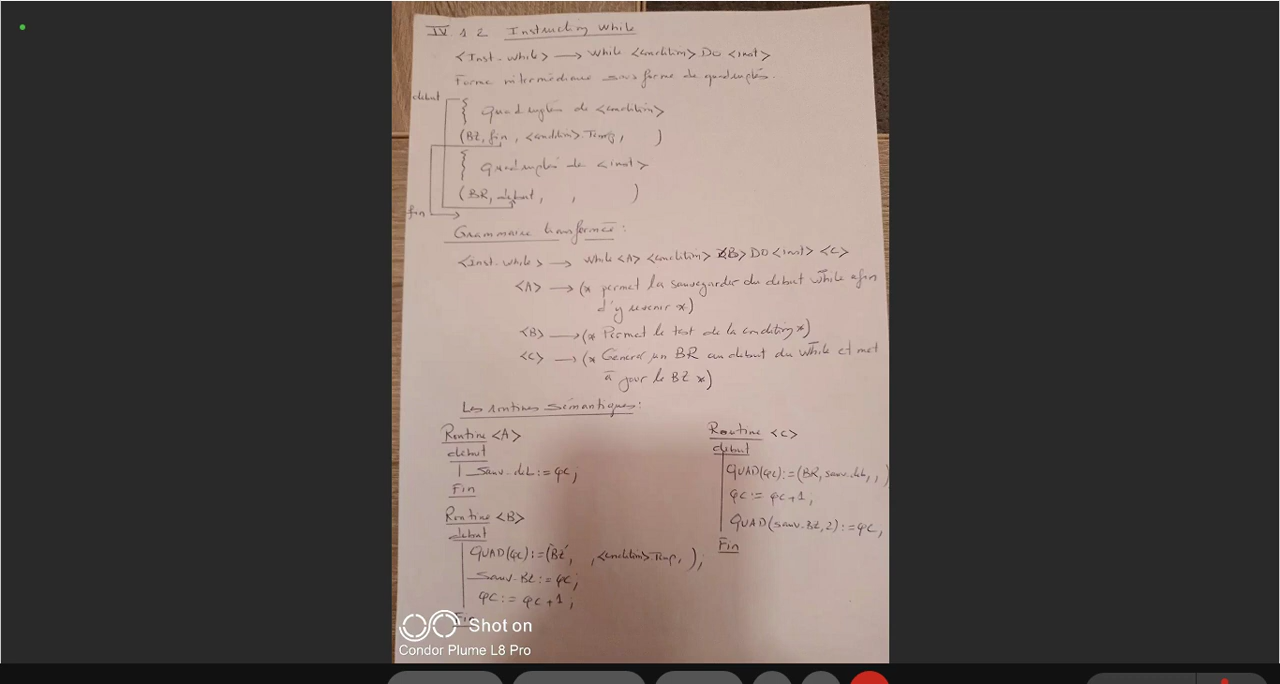 IV 1 2 Instruction While
<Inst-While> → While <condition> DO <inst>
Forme intermédiaire sous forme de quadruplés.
debut
{ Quadruplés de <condition>
(BZ, fin, <condition>.Temp, )
{ Quadruplés de <inst>
(BR, debut, , )
fin
Grammaire transformée :
<Inst-While> → While <A> <condition> <B> DO <inst> <C>
<A> → (* permet la sauvegarder du debut While afin
d'y revenir *)
<B> → (* Permet le test de la condition *)
<C> → (* Générer un BR au debut du While et met
à jour le BZ *)
Les routines sémantiques :
Routine <A>
debut
Sauv-deb := qc;
Fin
Routine <B>
debut
QUAD(qc) := ('BZ', , <condition>.Temp, );
Sauv-BZ := qc;
qc := qc+1;
Fin
Routine <C>
debut
QUAD(qc) := (BR, sauv-deb, , )
qc := qc+1;
QUAD(sauv-BZ,2) := qc,
Fin
Shot on
Condor Plume L8 Pro